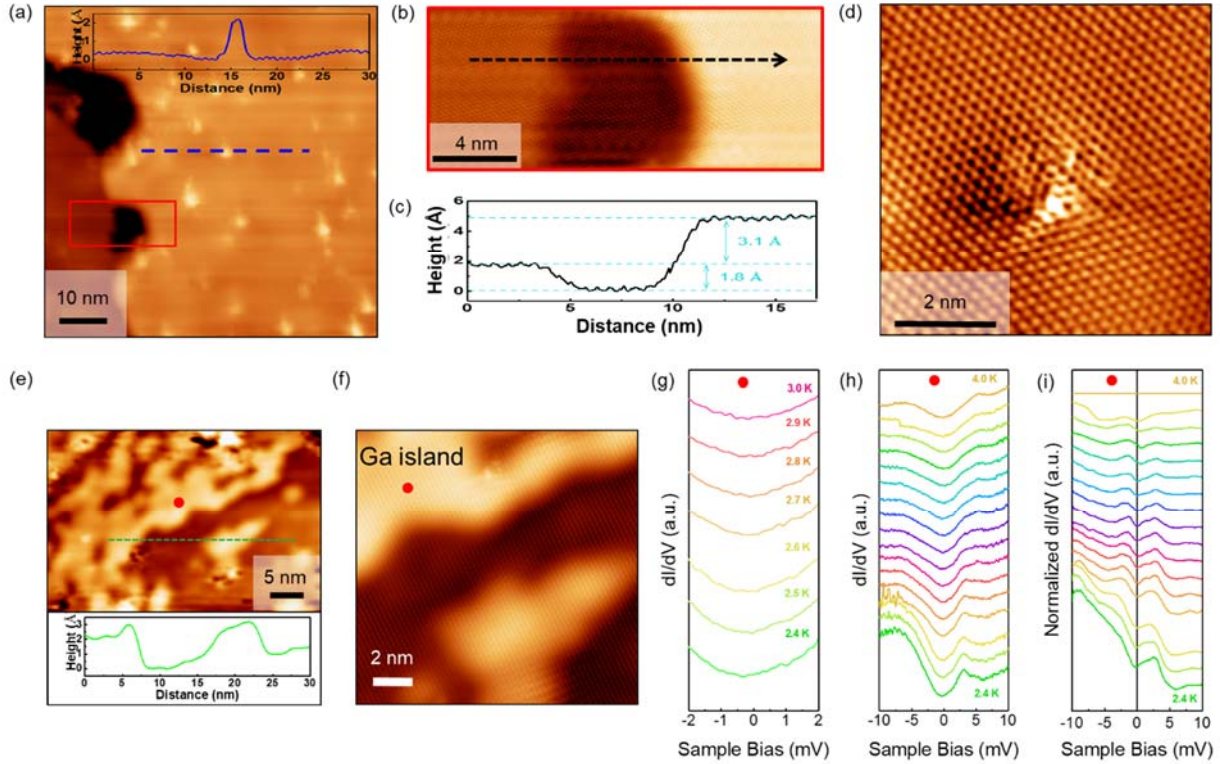 (a)
Height(Å)
2
1
0
5 10 15 20 25 30
Distance (nm)
10 nm
(b)
4 nm
(c)
Height (Å)
6
4
2
0
3.1 Å
1.8 Å
0 5 10 15
Distance (nm)
(d)
2 nm
(e)
5 nm
Height(Å)
3
2
1
0
0 5 10 15 20 25 30
Distance (nm)
(f)
Ga island
2 nm
(g)
dI/dV (a.u.)
3.0 K
2.9 K
2.8 K
2.7 K
2.6 K
2.5 K
2.4 K
-2 -1 0 1 2
Sample Bias (mV)
(h)
dI/dV (a.u.)
4.0 K
2.4 K
-10 -5 0 5 10
Sample Bias (mV)
(i)
Normalized dI/dV (a.u.)
4.0 K
2.4 K
-10 -5 0 5 10
Sample Bias (mV)